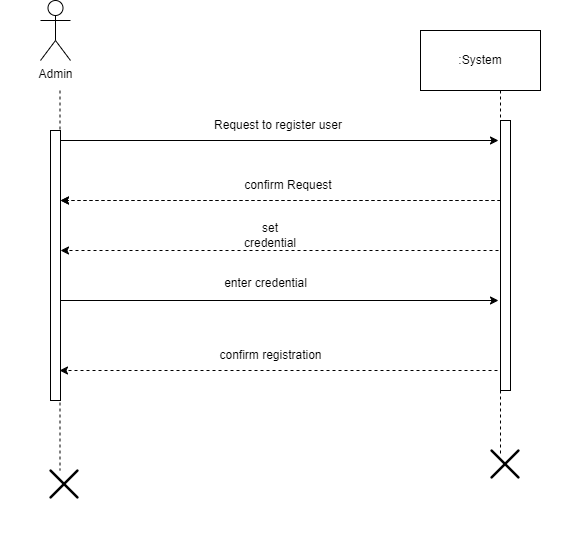 Admin
:System
Request to register user
confirm Request
set
credential
enter credential
confirm registration